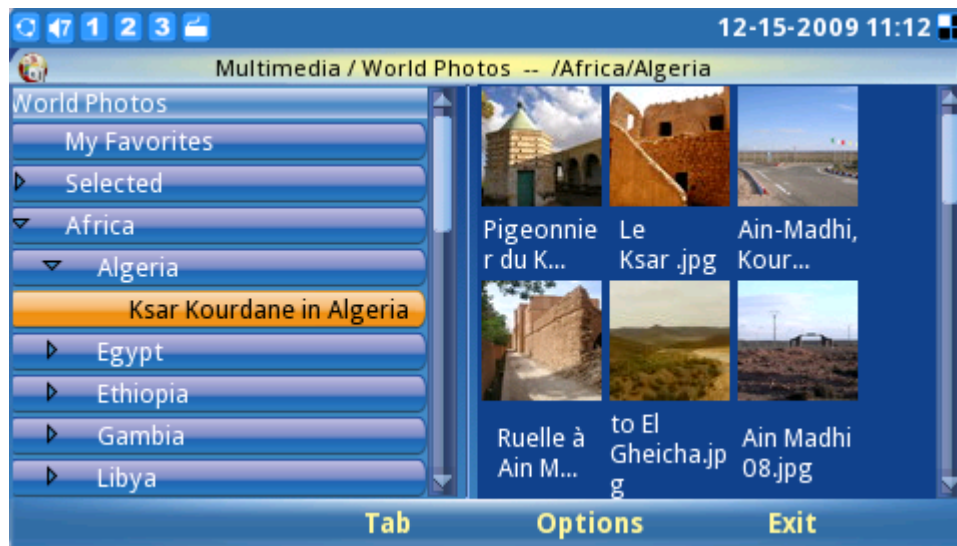 7 1 2 3 12-15-2009 11:12
Multimedia / World Photos -- /Africa/Algeria
World Photos
My Favorites
Selected
Africa
Algeria
Ksar Kourdane in Algeria
Egypt
Ethiopia
Gambia
Libya
Pigeonnie
r du K...
Le
Ksar .jpg
Ain-Madhi,
Kour...
Ruelle à
Ain M...
to El
Gheicha.jp
g
Ain Madhi
08.jpg
Tab Options Exit